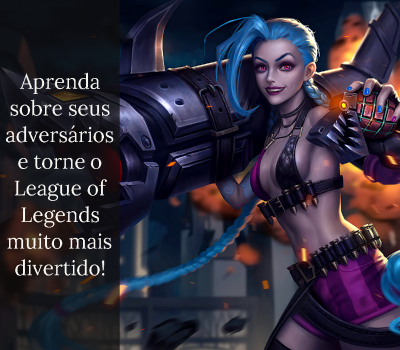 Aprenda
sobre seus
adversários
e torne o
League of
Legends
muito mais
divertido!